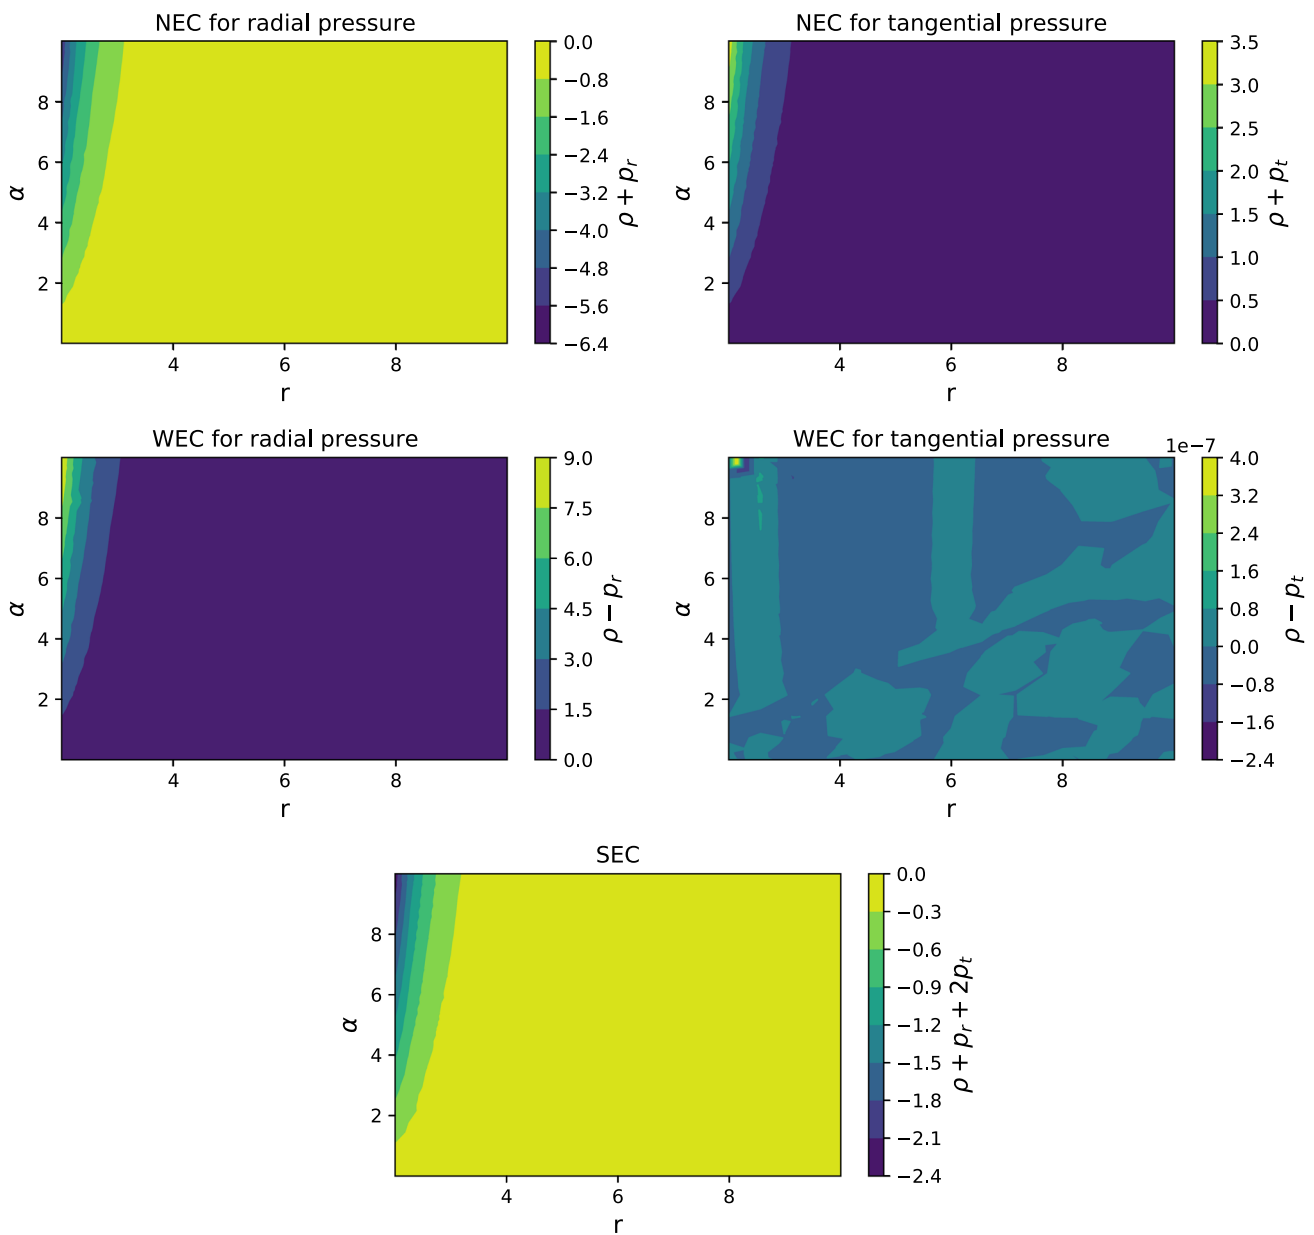 NEC for radial pressure
α
8
6
4
2
4 6 8
r
0.0
−0.8
−1.6
−2.4
−3.2
−4.0
−4.8
−5.6
−6.4
ρ + p_r
NEC for tangential pressure
α
8
6
4
2
4 6 8
r
3.5
3.0
2.5
2.0
1.5
1.0
0.5
0.0
ρ + p_t
WEC for radial pressure
α
8
6
4
2
4 6 8
r
9.0
7.5
6.0
4.5
3.0
1.5
0.0
ρ − p_r
WEC for tangential pressure
1e−7
α
8
6
4
2
4 6 8
r
4.0
3.2
2.4
1.6
0.8
0.0
−0.8
−1.6
−2.4
ρ − p_t
SEC
α
8
6
4
2
4 6 8
r
0.0
−0.3
−0.6
−0.9
−1.2
−1.5
−1.8
−2.1
−2.4
ρ + p_r + 2p_t